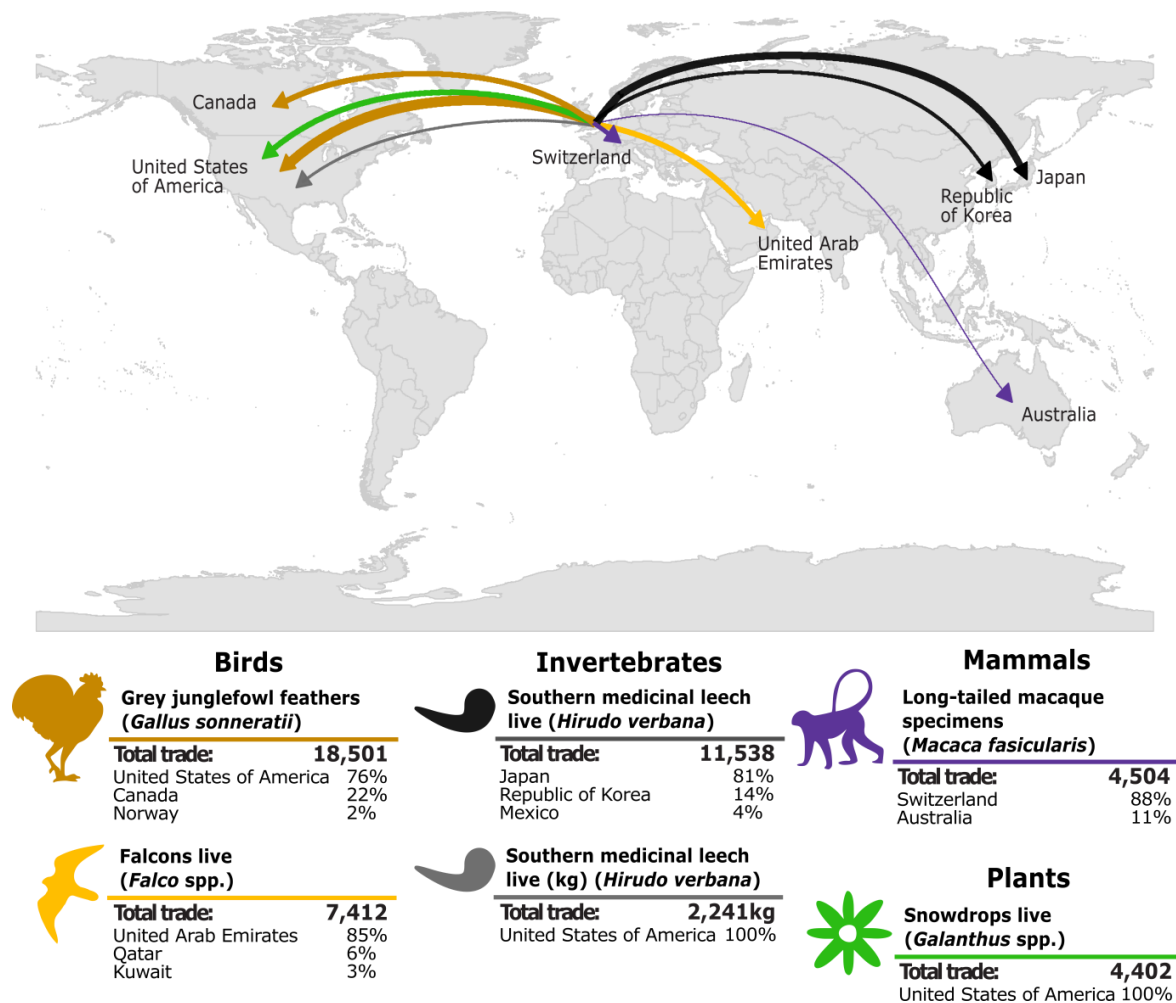 Canada
United States
of America
Switzerland
Japan
Republic
of Korea
United Arab
Emirates
Australia
Birds
Grey junglefowl feathers
(Gallus sonneratii)
Total trade: 18,501
United States of America 76%
Canada 22%
Norway 2%
Falcons live
(Falco spp.)
Total trade: 7,412
United Arab Emirates 85%
Qatar 6%
Kuwait 3%
Invertebrates
Southern medicinal leech
live (Hirudo verbana)
Total trade: 11,538
Japan 81%
Republic of Korea 14%
Mexico 4%
Southern medicinal leech
live (kg) (Hirudo verbana)
Total trade: 2,241kg
United States of America 100%
Mammals
Long-tailed macaque
specimens
(Macaca fasicularis)
Total trade: 4,504
Switzerland 88%
Australia 11%
Plants
Snowdrops live
(Galanthus spp.)
Total trade: 4,402
United States of America 100%